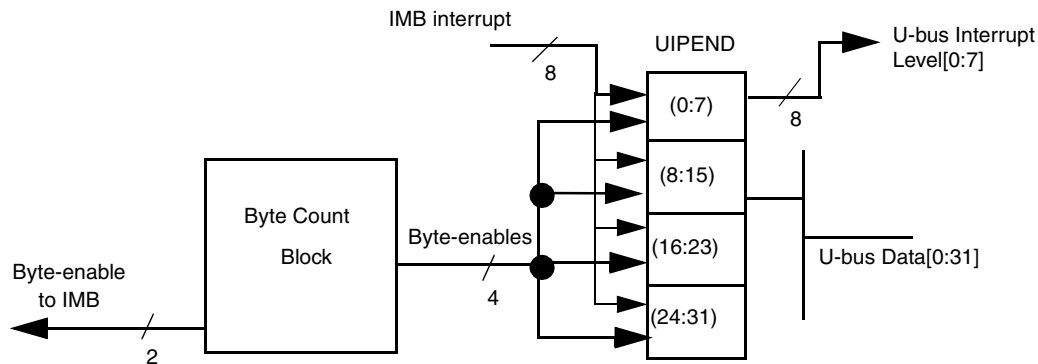 IMB interrupt
UIPEND
U-bus Interrupt
Level[0:7]
8
8
(0:7)
(8:15)
Byte Count
Block
Byte-enables
(16:23)
U-bus Data[0:31]
Byte-enable
to IMB
4
(24:31)
2